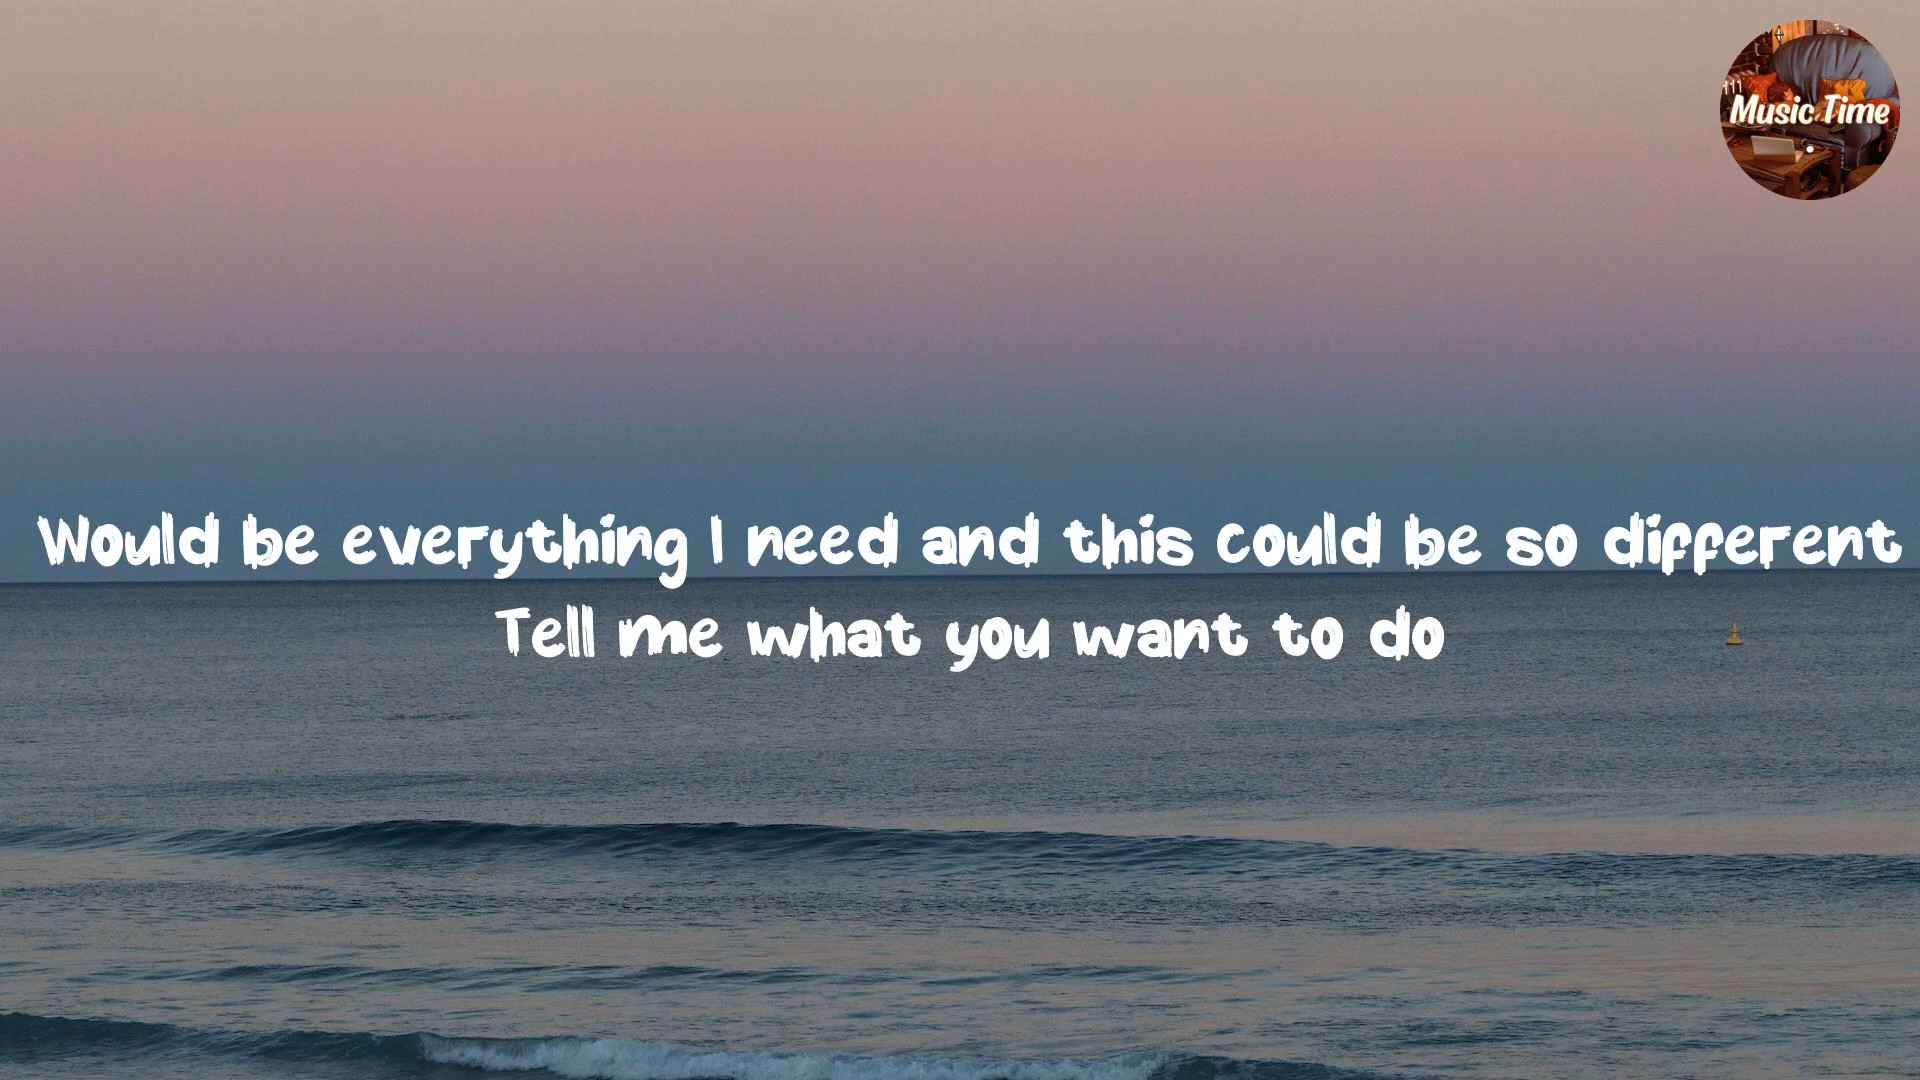 Music Time
Would be everything I need and this could be so different
Tell me what you want to do